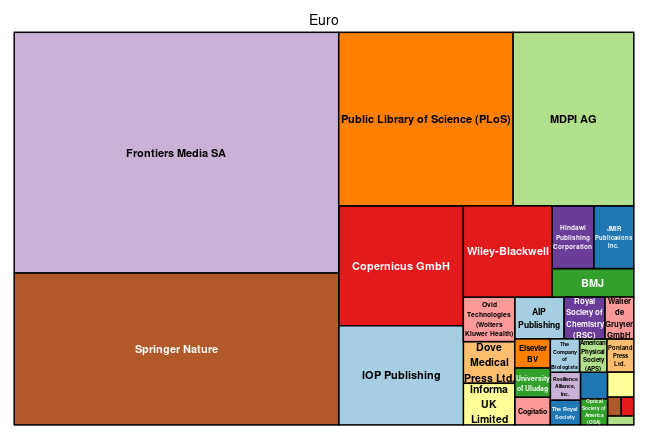 Euro
Frontiers Media SA
Springer Nature
Public Library of Science (PLoS)
MDPI AG
Copernicus GmbH
IOP Publishing
Wiley-Blackwell
Hindawi
Publishing
Corporation
JMIR
Publications
Inc.
BMJ
Ovid
Technologies
(Wolters
Kluwer Health)
Dove
Medical
Press Ltd.
Informa
UK
Limited
AIP
Publishing
Royal
Society of
Chemistry
(RSC)
Walter
de
Gruyter
GmbH
Elsevier
BV
University
of Uludag
Cogitatio
The
Company
of
Biologists
Resilience
Alliance,
Inc.
The Royal
Society
American
Physical
Society
(APS)
Optical
Society of
America
(OSA)
Pensoft
Press
Ltd.